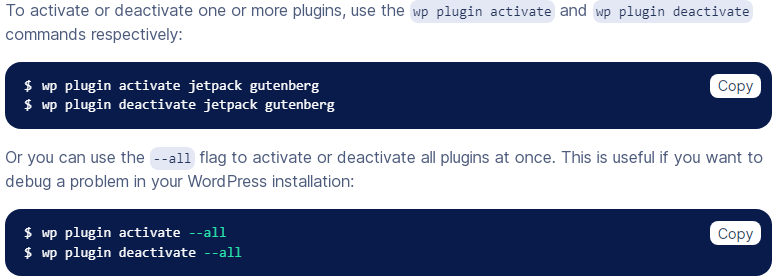 To activate or deactivate one or more plugins, use the wp plugin activate and wp plugin deactivate
commands respectively:
$ wp plugin activate jetpack gutenberg
Copy
$ wp plugin deactivate jetpack gutenberg
Or you can use the --all flag to activate or deactivate all plugins at once. This is useful if you want to
debug a problem in your WordPress installation:
$ wp plugin activate --all
Copy
$ wp plugin deactivate --all